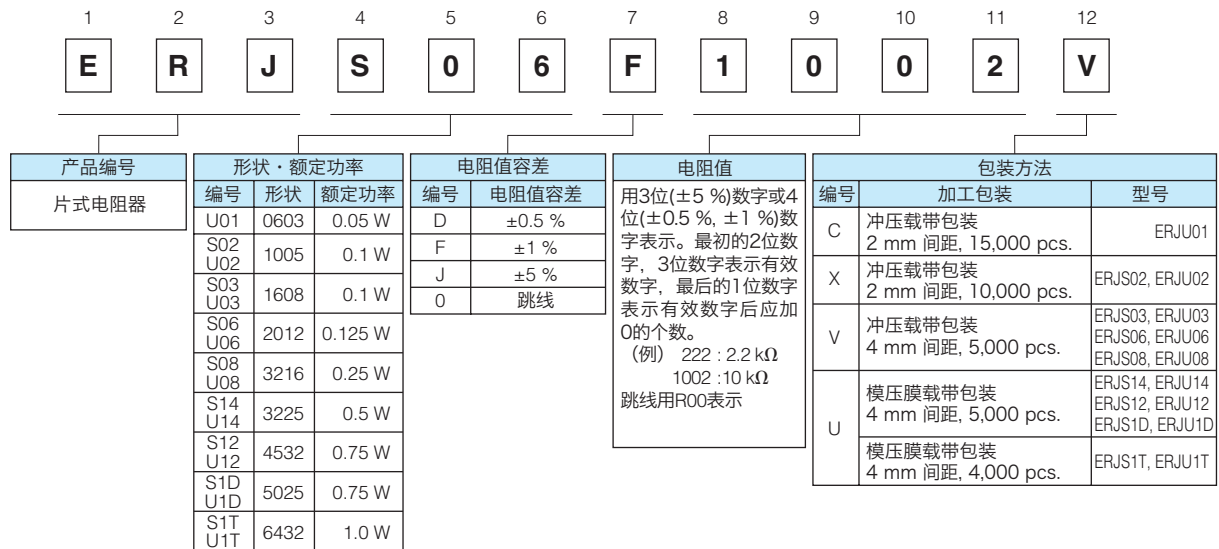 1 2 3 4 5 6 7 8 9 10 11 12
E R J S 0 6 F 1 0 0 2 V
产品编号
片式电阻器
形状・额定功率
编号 形状 额定功率
U01 0603 0.05 W
S02
U02 1005 0.1 W
S03
U03 1608 0.1 W
S06
U06 2012 0.125 W
S08
U08 3216 0.25 W
S14
U14 3225 0.5 W
S12
U12 4532 0.75 W
S1D
U1D 5025 0.75 W
S1T
U1T 6432 1.0 W
电阻值容差
编号 电阻值容差
D ±0.5 %
F ±1 %
J ±5 %
0 跳线
电阻值
用3位(±5 %)数字或4
位(±0.5 %, ±1 %)数
字表示。最初的2位数
字，3位数字表示有效
数字，最后的1位数字
表示有效数字后应加
0的个数。
（例） 222 : 2.2 kΩ
1002 :10 kΩ
跳线用R00表示
包装方法
编号 加工包装 型号
C 冲压载带包装
2 mm 间距, 15,000 pcs. ERJU01
X 冲压载带包装
2 mm 间距, 10,000 pcs. ERJS02, ERJU02
V 冲压载带包装
4 mm 间距, 5,000 pcs.
ERJS03, ERJU03
ERJS06, ERJU06
ERJS08, ERJU08
U 模压膜载带包装
4 mm 间距, 5,000 pcs.
ERJS14, ERJU14
ERJS12, ERJU12
ERJS1D, ERJU1D
模压膜载带包装
4 mm 间距, 4,000 pcs. ERJS1T, ERJU1T